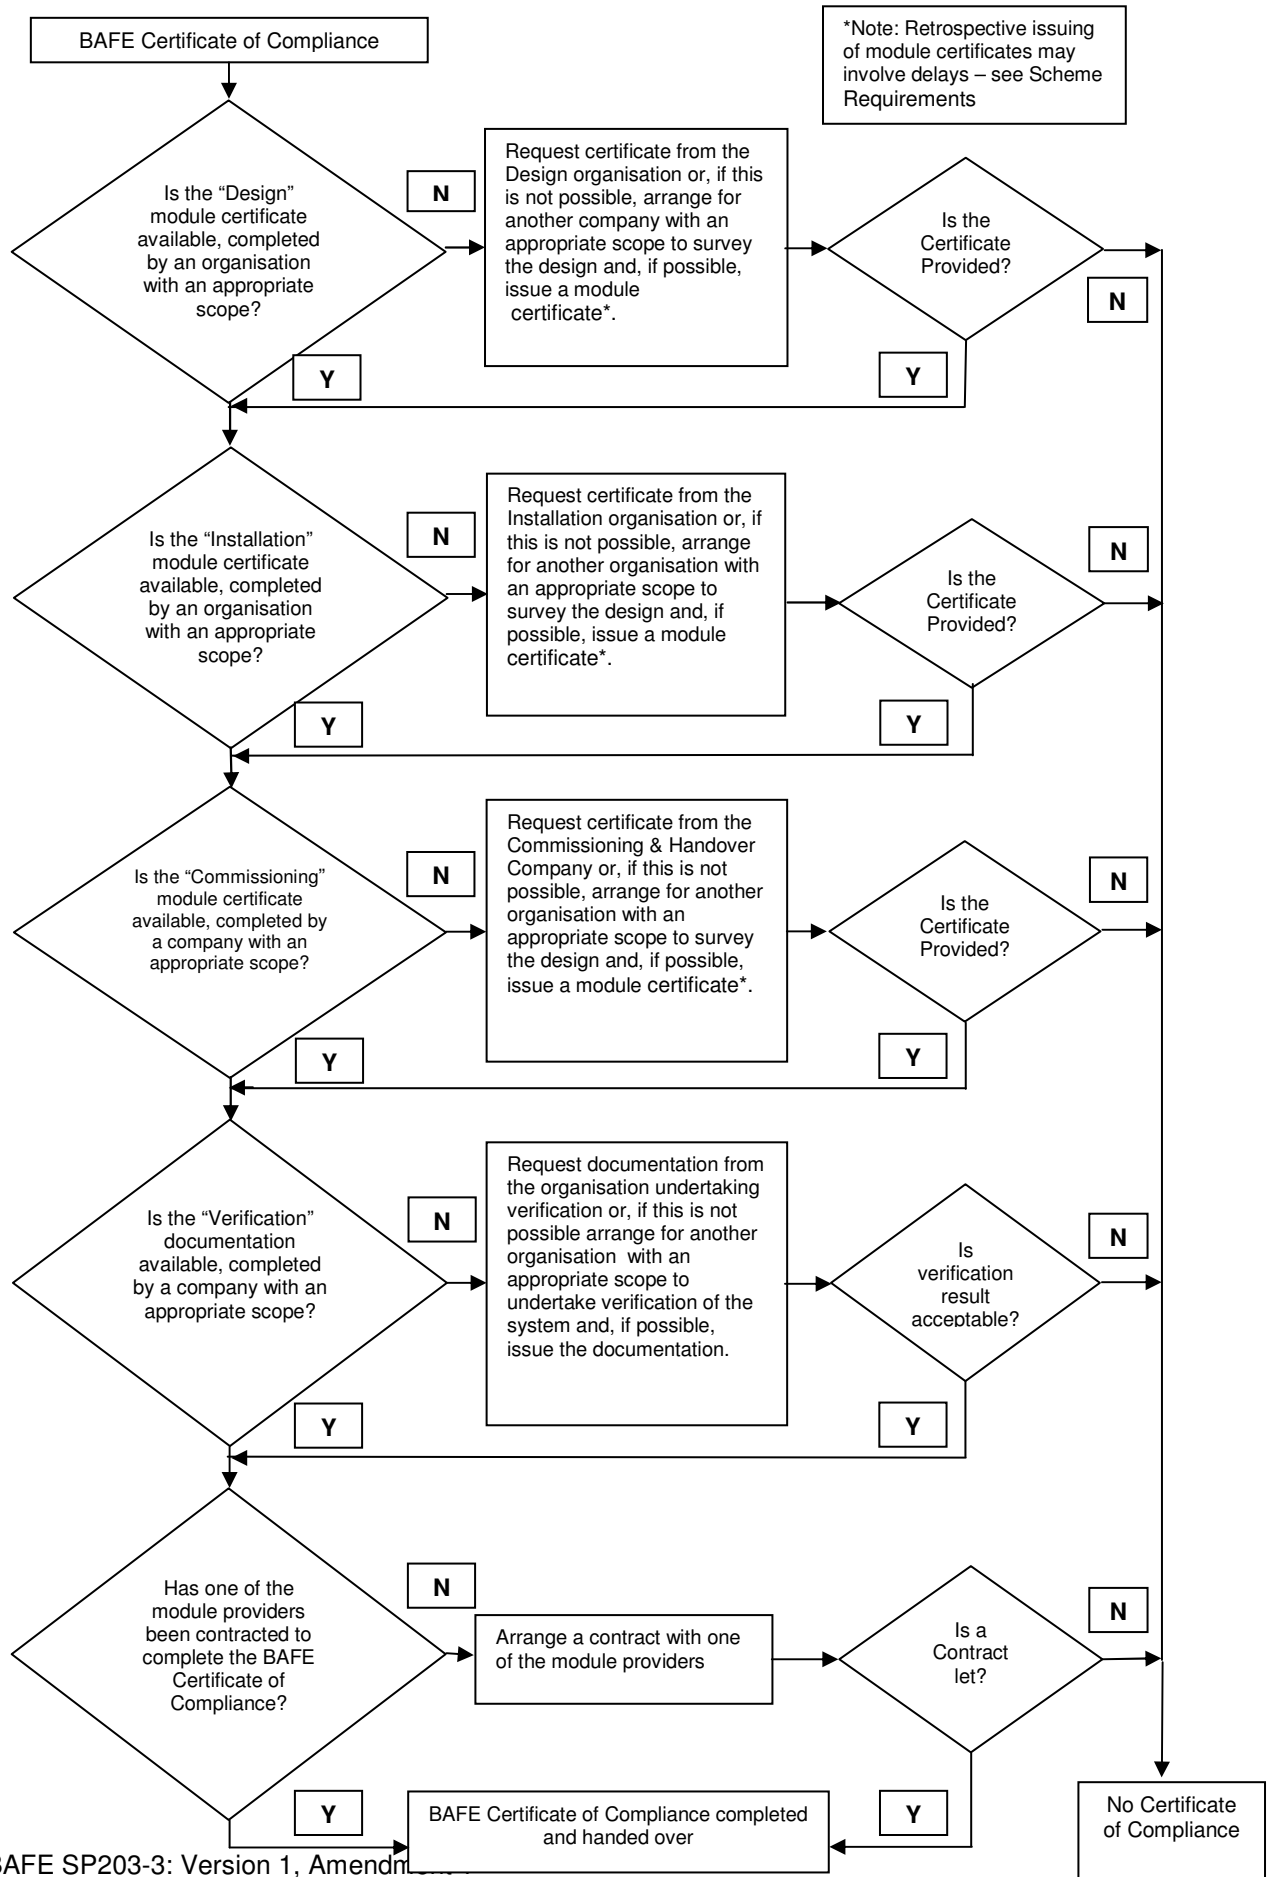 BAFE Certificate of Compliance
*Note: Retrospective issuing
of module certificates may
involve delays – see Scheme
Requirements
Is the “Design”
module certificate
available, completed
by an organisation
with an appropriate
scope?
N
Request certificate from the
Design organisation or, if this
is not possible, arrange for
another company with an
appropriate scope to survey
the design and, if possible,
issue a module
certificate*.
Is the
Certificate
Provided?
N
Y
Y
Is the “Installation”
module certificate
available, completed
by an organisation
with an appropriate
scope?
N
Request certificate from the
Installation organisation or, if
this is not possible, arrange
for another organisation with
an appropriate scope to
survey the design and, if
possible, issue a module
certificate*.
Is the
Certificate
Provided?
N
Y
Y
Is the “Commissioning”
module certificate
available, completed by
a company with an
appropriate scope?
N
Request certificate from the
Commissioning & Handover
Company or, if this is not
possible, arrange for another
organisation with an
appropriate scope to survey
the design and, if possible,
issue a module certificate*.
Is the
Certificate
Provided?
N
Y
Y
Is the “Verification”
documentation
available, completed
by a company with an
appropriate scope?
N
Request documentation from
the organisation undertaking
verification or, if this is not
possible arrange for another
organisation with an
appropriate scope to
undertake verification of the
system and, if possible,
issue the documentation.
Is
verification
result
acceptable?
N
Y
Y
Has one of the
module providers
been contracted to
complete the BAFE
Certificate of
Compliance?
N
Arrange a contract with one
of the module providers
Is a
Contract
let?
N
Y
BAFE Certificate of Compliance completed
and handed over
Y
No Certificate
of Compliance
BAFE SP203-3: Version 1,